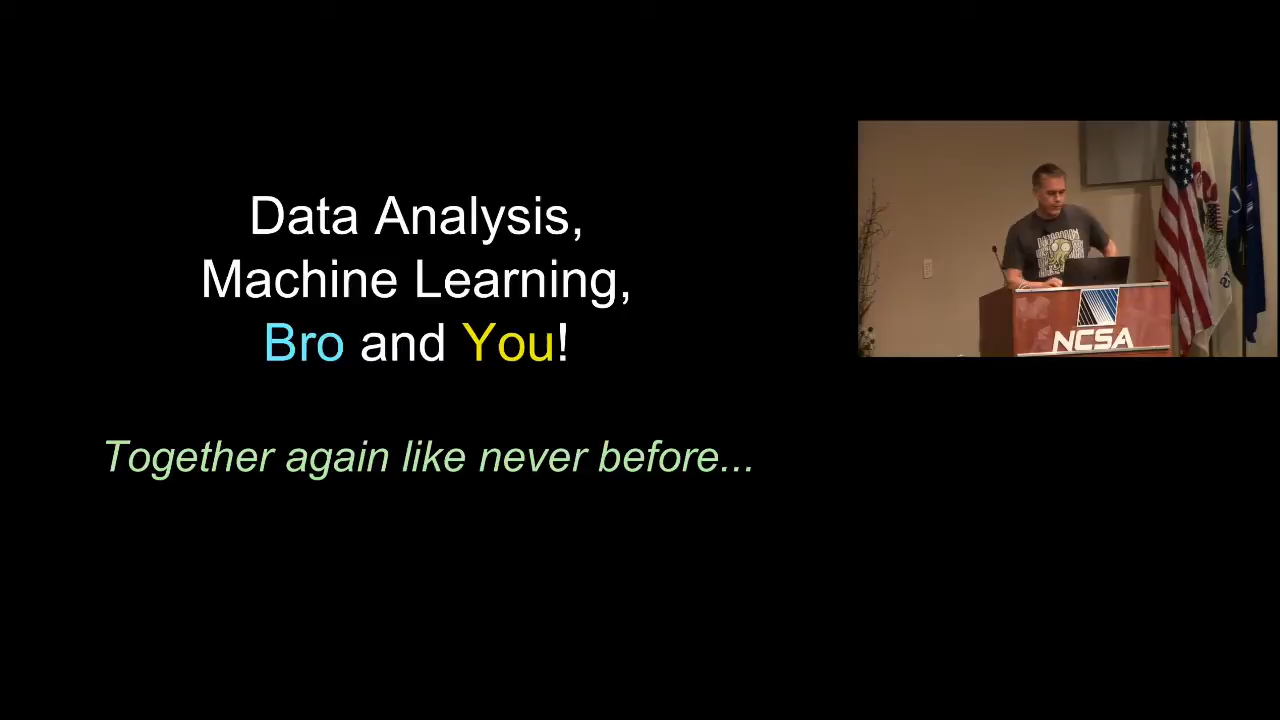 Data Analysis,
Machine Learning,
Bro and You!
Together again like never before...
NCSA